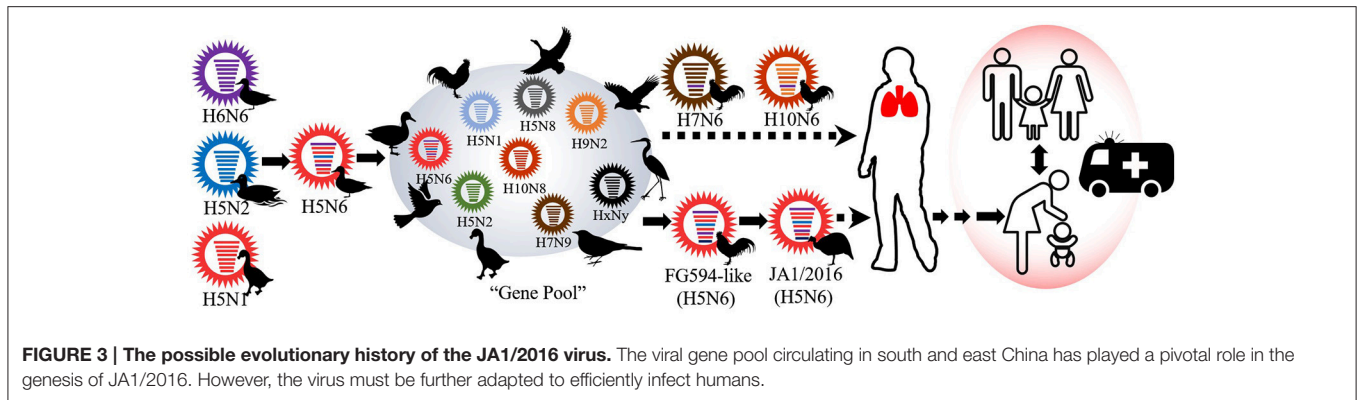 H6N6
H5N2
H5N1
H5N6
H5N6
H5N1
H5N8
H9N2
H10N8
H5N2
HxNy
H7N9
“Gene Pool”
H7N6
H10N6
FG594-like
(H5N6)
JA1/2016
(H5N6)
FIGURE 3 | The possible evolutionary history of the JA1/2016 virus. The viral gene pool circulating in south and east China has played a pivotal role in the
genesis of JA1/2016. However, the virus must be further adapted to efficiently infect humans.